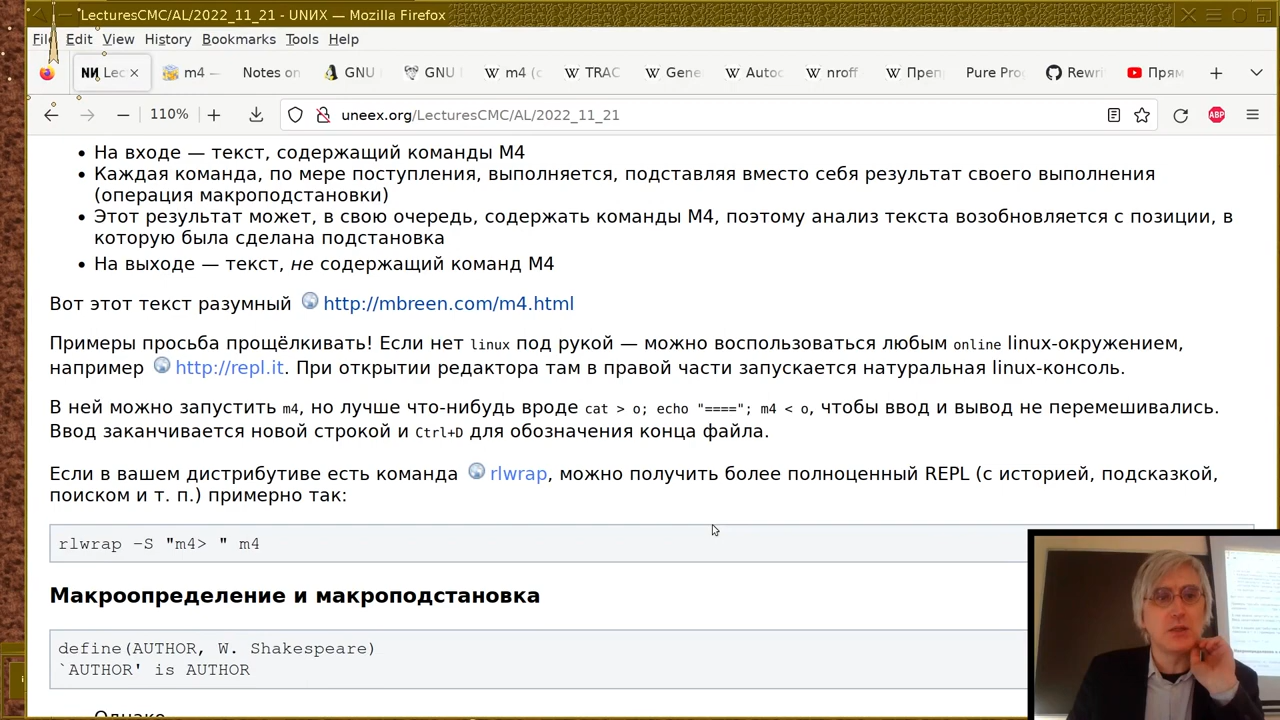 LecturesCMC/AL/2022_11_21 - UNИX — Mozilla Firefox
File Edit View History Bookmarks Tools Help
Lec
m4 —
Notes on
GNU
GNU
m4 (c
TRAC
Gene
Autoc
nroff
Преп
Pure Pro
Rewri
Прям
110%
uneex.org/LecturesCMC/AL/2022_11_21
ABP
• На входе — текст, содержащий команды M4
• Каждая команда, по мере поступления, выполняется, подставляя вместо себя результат своего выполнения
(операция макроподстановки)
• Этот результат может, в свою очередь, содержать команды M4, поэтому анализ текста возобновляется с позиции, в
которую была сделана подстановка
• На выходе — текст, не содержащий команд M4
Вот этот текст разумный http://mbreen.com/m4.html
Примеры просьба прощёлкивать! Если нет linux под рукой — можно воспользоваться любым online linux-окружением,
например http://repl.it. При открытии редактора там в правой части запускается натуральная linux-консоль.
В ней можно запустить m4, но лучше что-нибудь вроде cat > o; echo "===="; m4 < o, чтобы ввод и вывод не перемешивались.
Ввод заканчивается новой строкой и Ctrl+D для обозначения конца файла.
Если в вашем дистрибутиве есть команда rlwrap, можно получить более полноценный REPL (с историей, подсказкой,
поиском и т. п.) примерно так:
rlwrap -S "m4> " m4
Макроопределение и макроподстановка
define(AUTHOR, W. Shakespeare)
`AUTHOR' is AUTHOR
Однако